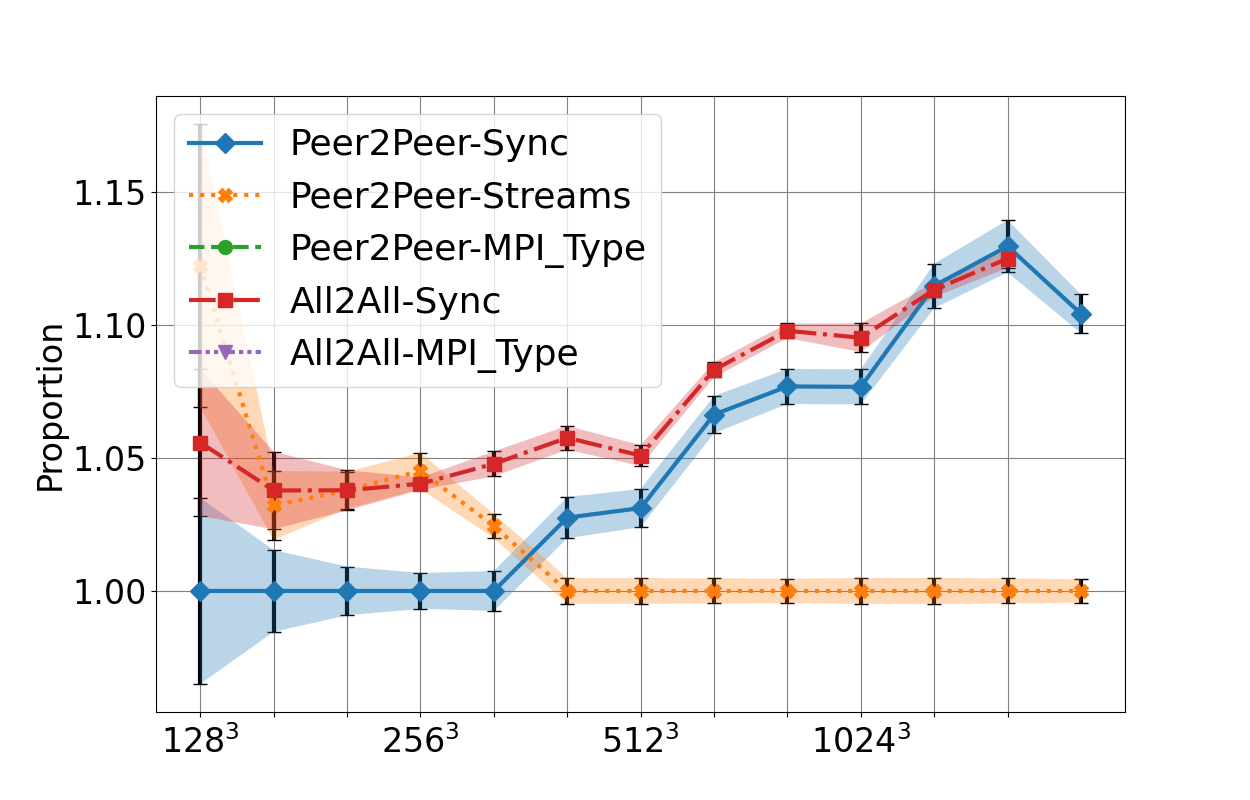 Peer2Peer-Sync
Peer2Peer-Streams
Peer2Peer-MPI_Type
All2All-Sync
All2All-MPI_Type
Proportion
1.15
1.10
1.05
1.00
128³ 256³ 512³ 1024³